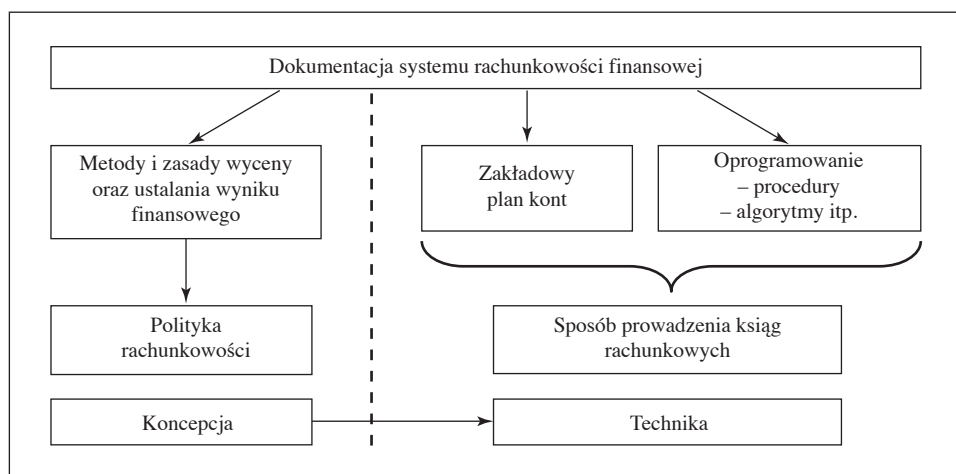 Dokumentacja systemu rachunkowości finansowej
Metody i zasady wyceny
oraz ustalania wyniku
finansowego
Zakładowy
plan kont
Oprogramowanie
– procedury
– algorytmy itp.
Polityka
rachunkowości
Sposób prowadzenia ksiąg
rachunkowych
Koncepcja
Technika